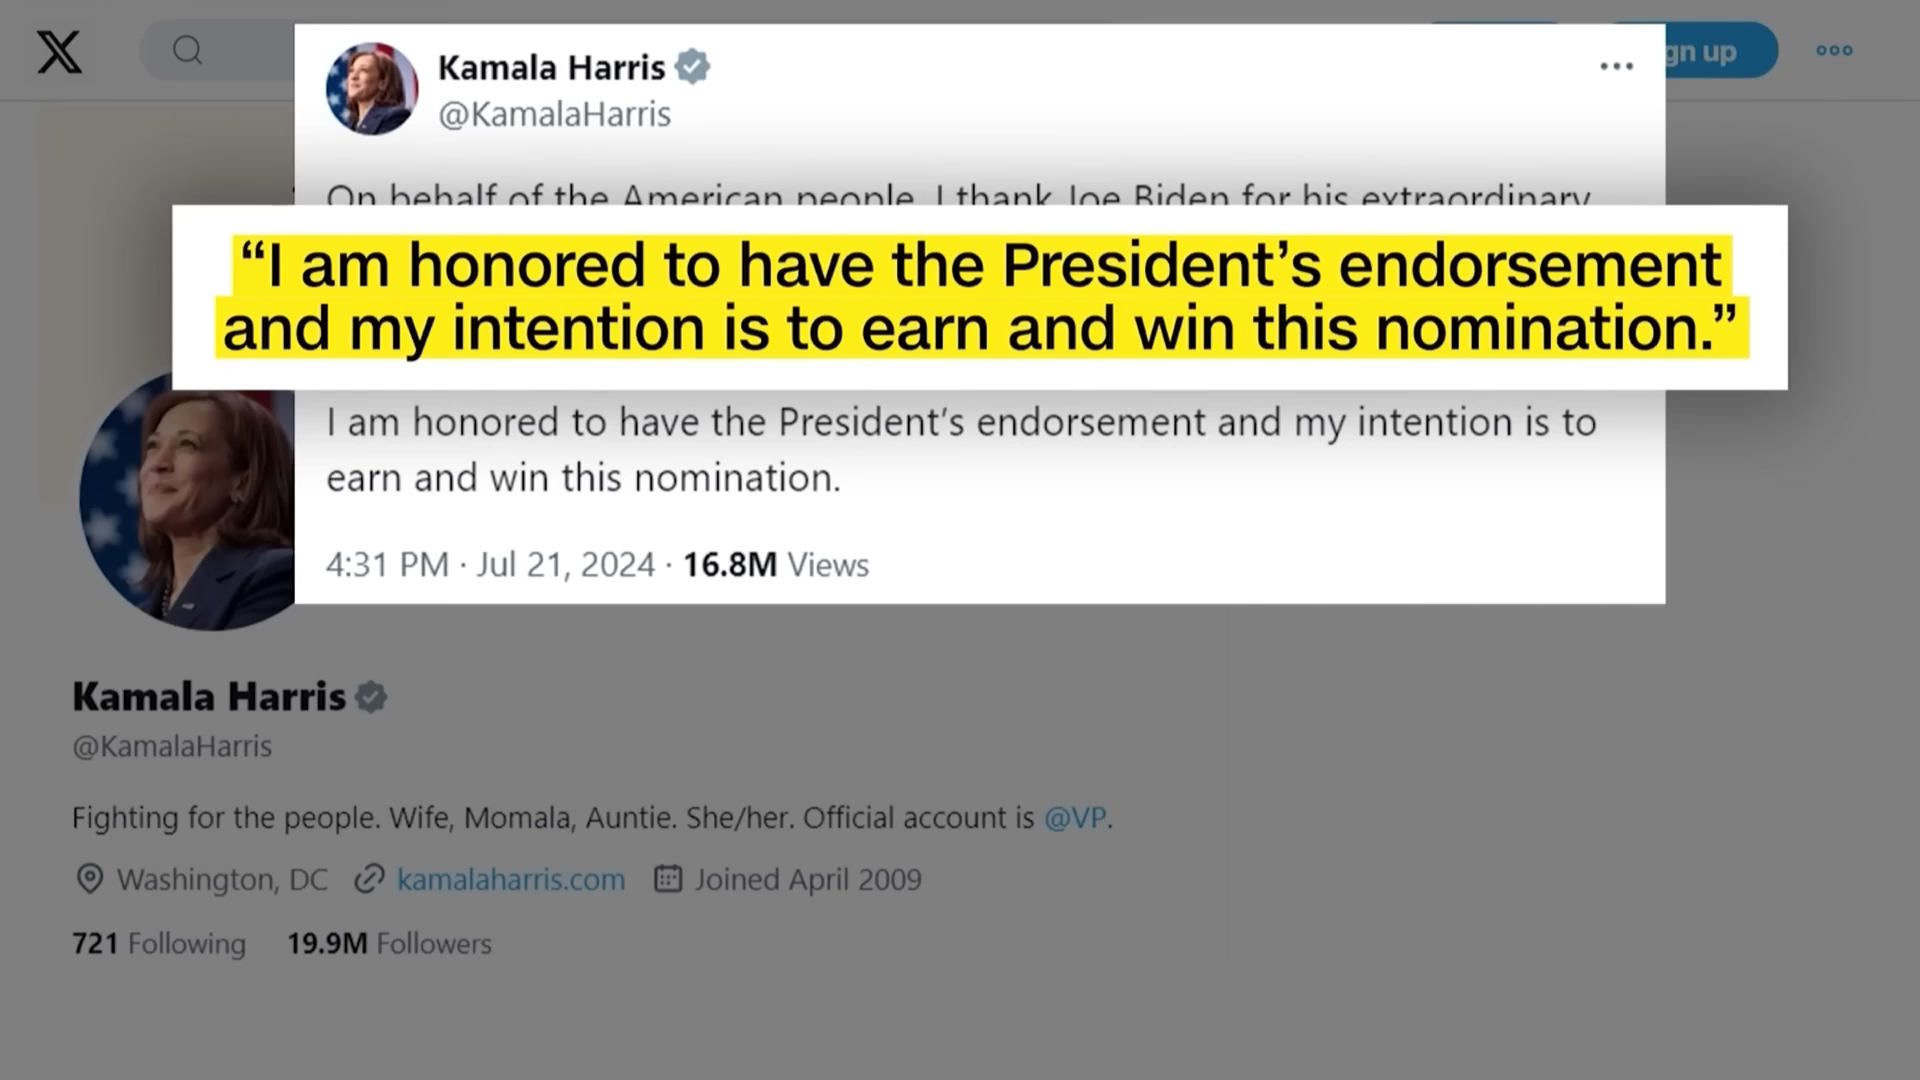 gn up
Kamala Harris
@KamalaHarris
On behalf of the American people, I thank Joe Biden for his extraordinary
“I am honored to have the President’s endorsement
and my intention is to earn and win this nomination.”
I am honored to have the President’s endorsement and my intention is to
earn and win this nomination.
4:31 PM · Jul 21, 2024 · 16.8M Views
Kamala Harris
@KamalaHarris
Fighting for the people. Wife, Momala, Auntie. She/her. Official account is @VP.
Washington, DC kamalaharris.com Joined April 2009
721 Following 19.9M Followers